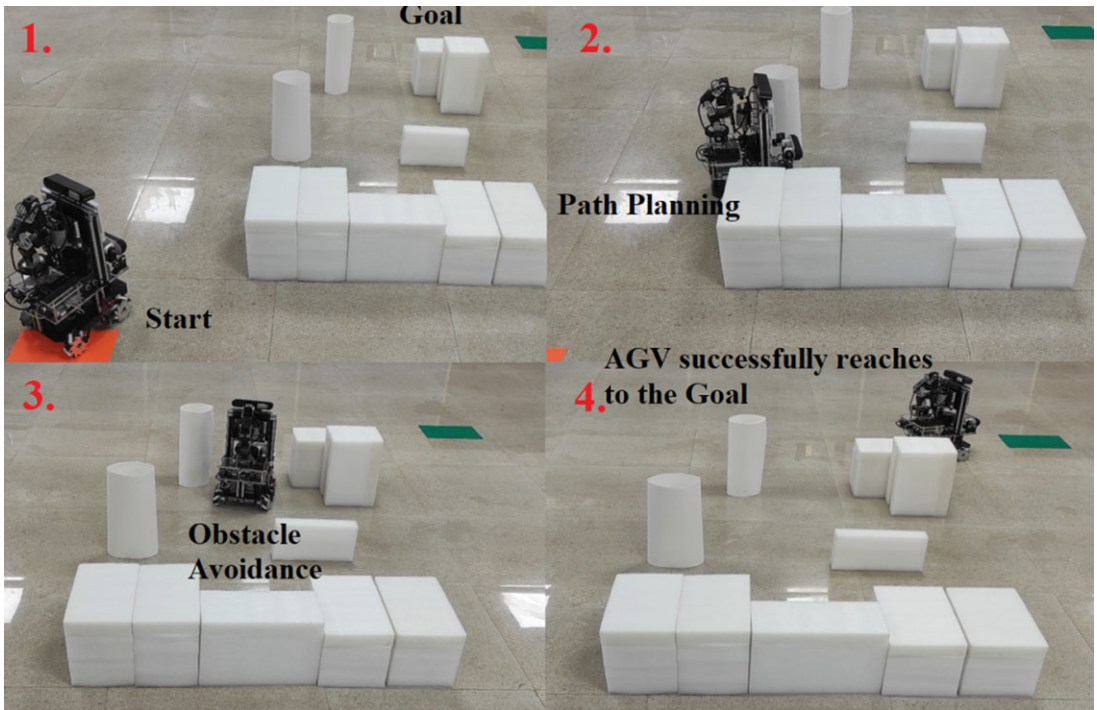 1.
Goal
2.
Start
Path Planning
3.
Obstacle
Avoidance
4.
AGV successfully reaches
to the Goal